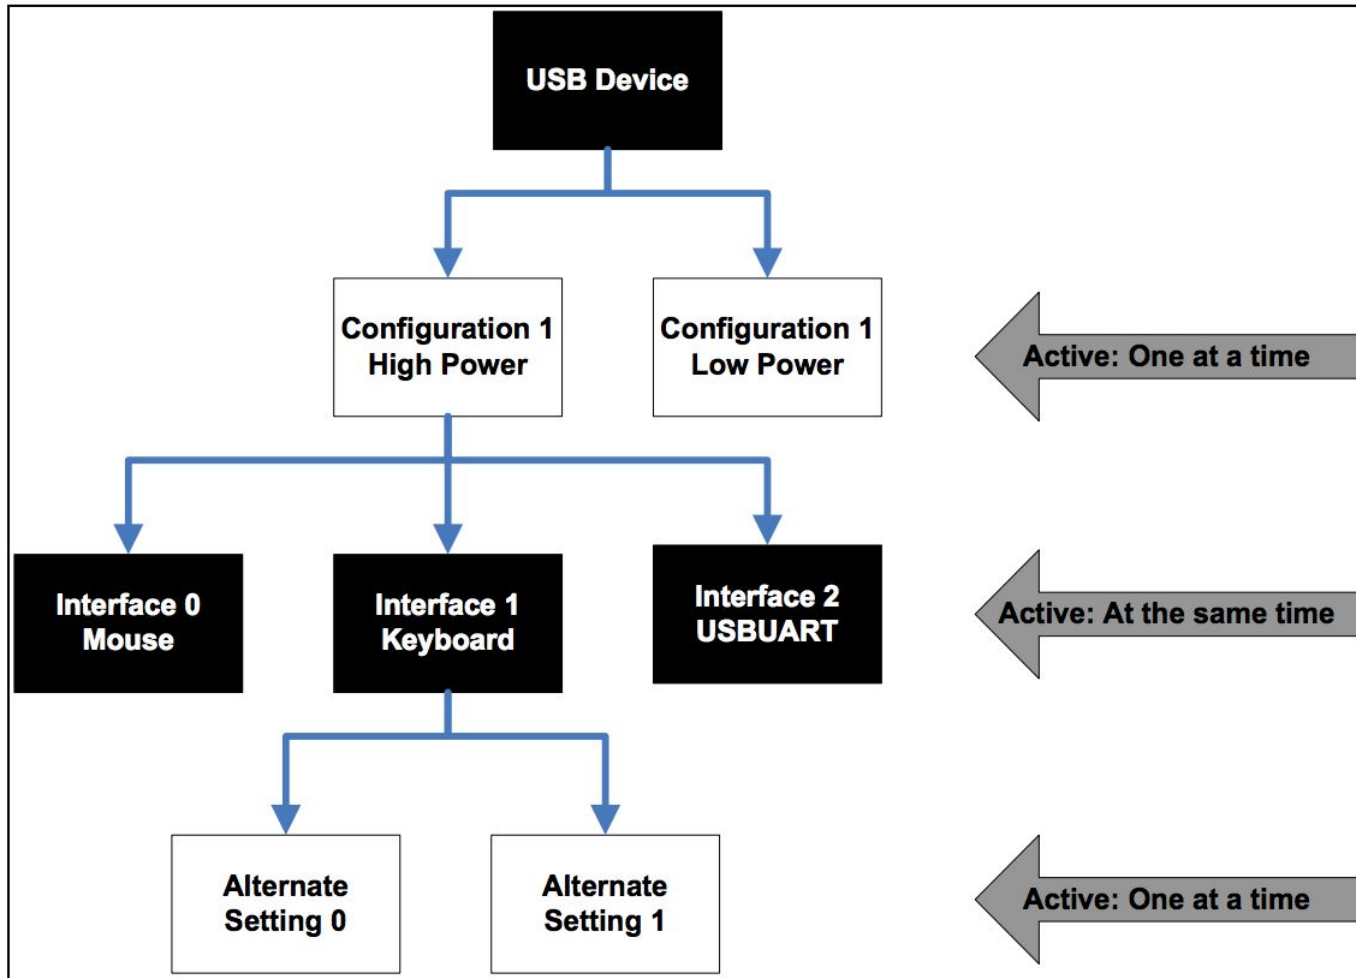 USB Device
Configuration 1
High Power
Configuration 1
Low Power
Active: One at a time
Interface 0
Mouse
Interface 1
Keyboard
Interface 2
USBUART
Active: At the same time
Alternate
Setting 0
Alternate
Setting 1
Active: One at a time